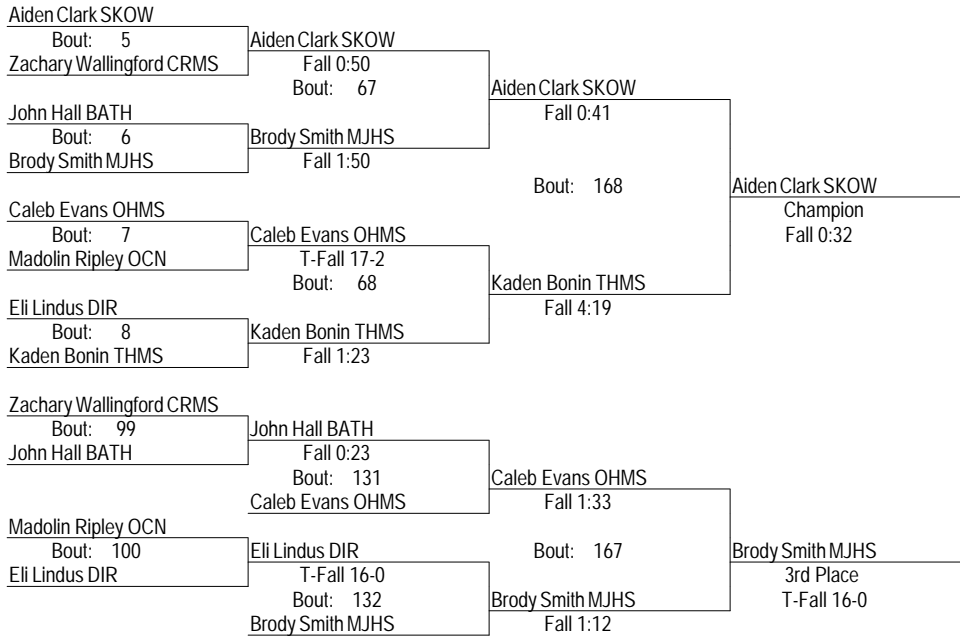 Aiden Clark SKOW
Bout: 5
Aiden Clark SKOW
Zachary Wallingford CRMS
Fall 0:50
Bout: 67
Aiden Clark SKOW
John Hall BATH
Fall 0:41
Bout: 6
Brody Smith MJHS
Brody Smith MJHS
Fall 1:50
Bout: 168
Aiden Clark SKOW
Caleb Evans OHMS
Champion
Bout: 7
Caleb Evans OHMS
Fall 0:32
Madolin Ripley OCN
T-Fall 17-2
Bout: 68
Kaden Bonin THMS
Eli Lindus DIR
Fall 4:19
Bout: 8
Kaden Bonin THMS
Kaden Bonin THMS
Fall 1:23
Zachary Wallingford CRMS
Bout: 99
John Hall BATH
John Hall BATH
Fall 0:23
Bout: 131
Caleb Evans OHMS
Caleb Evans OHMS
Fall 1:33
Madolin Ripley OCN
Bout: 100
Eli Lindus DIR
Bout: 167
Brody Smith MJHS
Eli Lindus DIR
T-Fall 16-0
3rd Place
Bout: 132
Brody Smith MJHS
T-Fall 16-0
Brody Smith MJHS
Fall 1:12